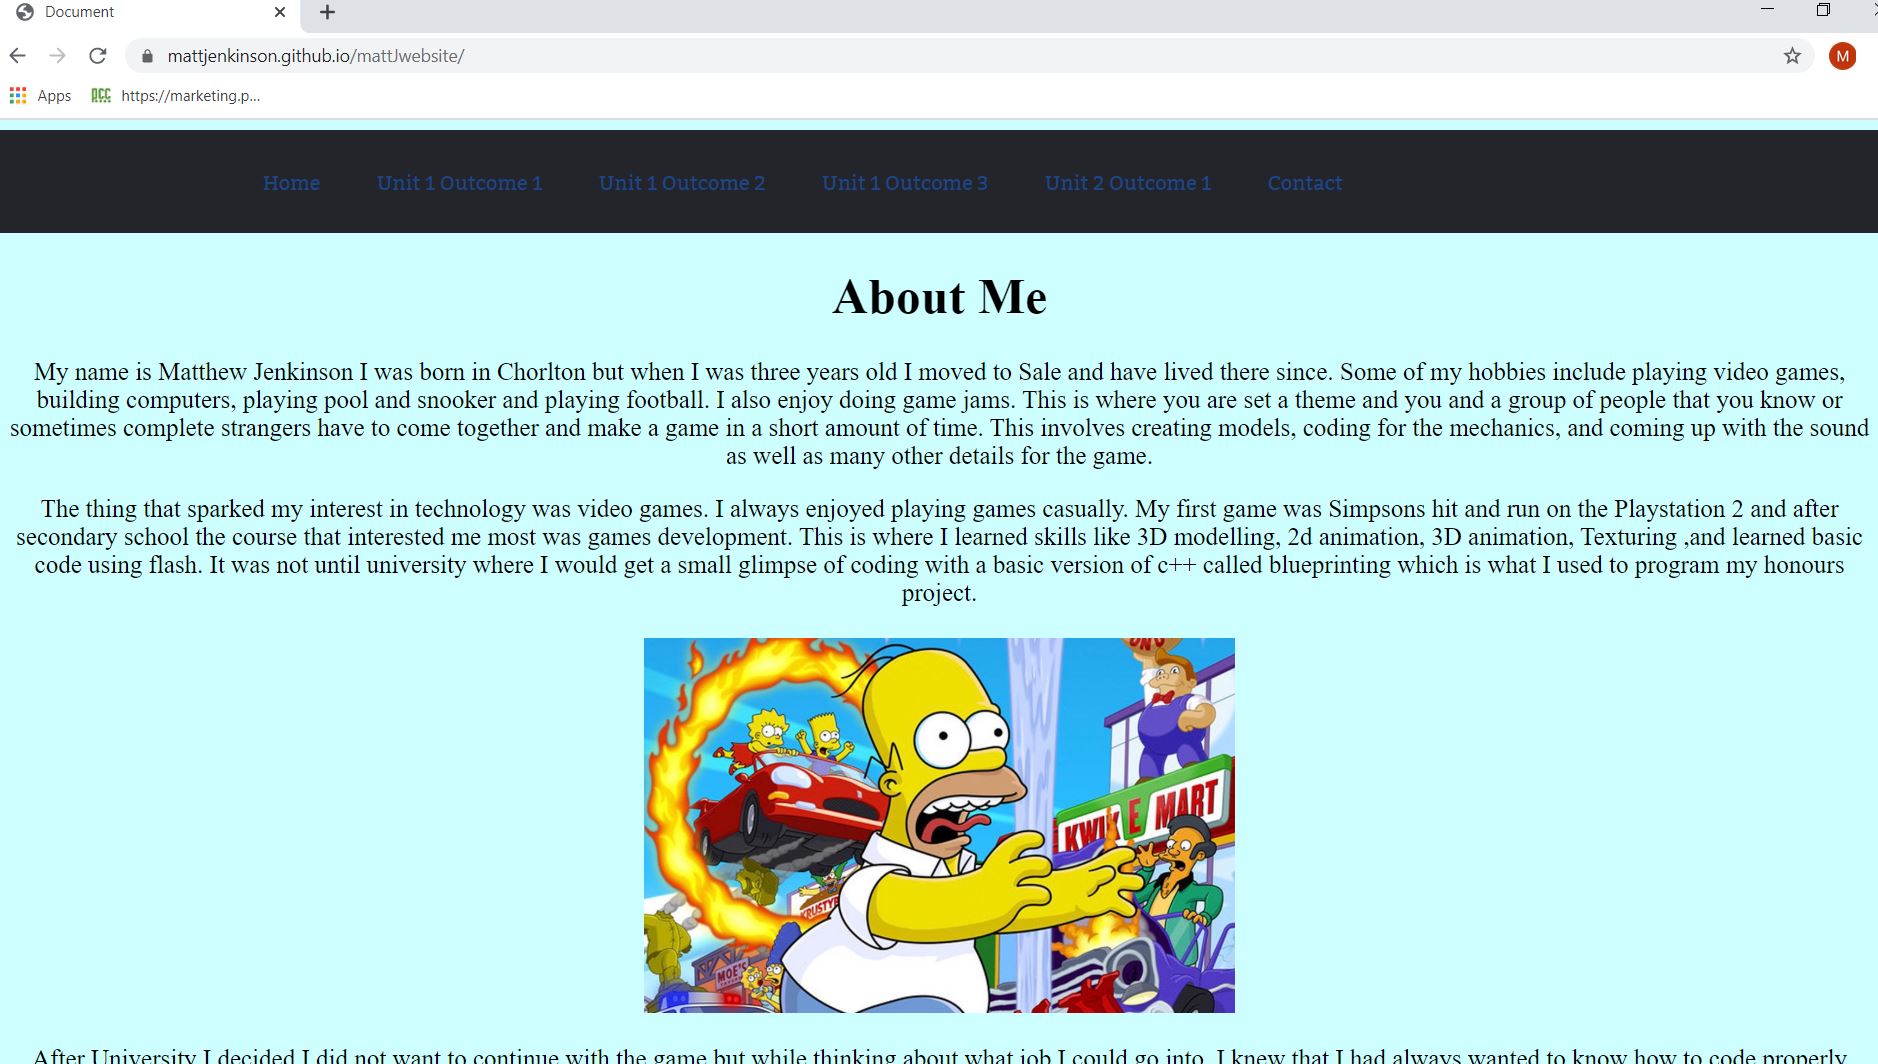 Document
mattjenkinson.github.io/mattJwebsite/
M
Apps
https://marketing.p...
Home Unit 1 Outcome 1 Unit 1 Outcome 2 Unit 1 Outcome 3 Unit 2 Outcome 1 Contact
About Me
My name is Matthew Jenkinson I was born in Chorlton but when I was three years old I moved to Sale and have lived there since. Some of my hobbies include playing video games,
building computers, playing pool and snooker and playing football. I also enjoy doing game jams. This is where you are set a theme and you and a group of people that you know or
sometimes complete strangers have to come together and make a game in a short amount of time. This involves creating models, coding for the mechanics, and coming up with the sound
as well as many other details for the game.
The thing that sparked my interest in technology was video games. I always enjoyed playing games casually. My first game was Simpsons hit and run on the Playstation 2 and after
secondary school the course that interested me most was games development. This is where I learned skills like 3D modelling, 2d animation, 3D animation, Texturing ,and learned basic
code using flash. It was not until university where I would get a small glimpse of coding with a basic version of c++ called blueprinting which is what I used to program my honours
project.
KWIK E MART
MOE'S
After University I decided I did not want to continue with the game but while thinking about what job I could go into, I knew that I had always wanted to know how to code properly